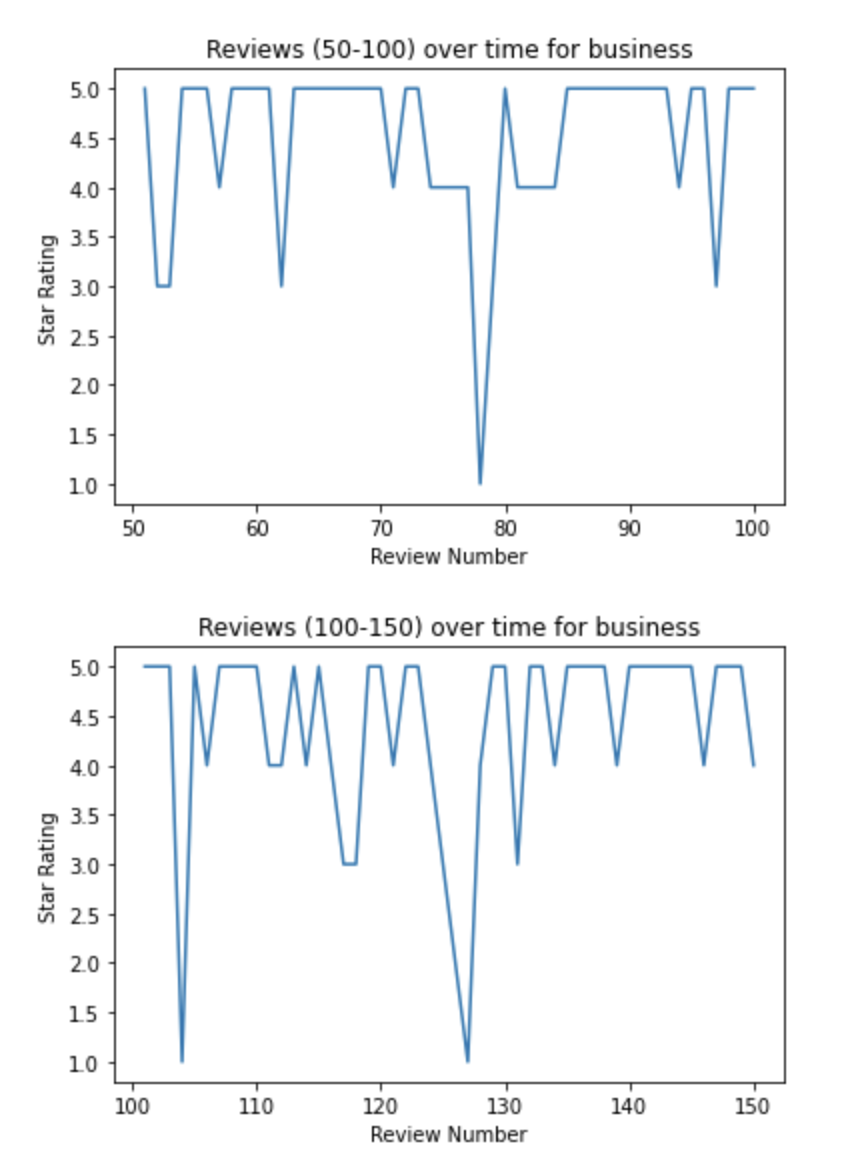 Reviews (50-100) over time for business
5.0
4.5
4.0
3.5
3.0
2.5
2.0
1.5
1.0
Star Rating
50 60 70 80 90 100
Review Number
Reviews (100-150) over time for business
5.0
4.5
4.0
3.5
3.0
2.5
2.0
1.5
1.0
Star Rating
100 110 120 130 140 150
Review Number